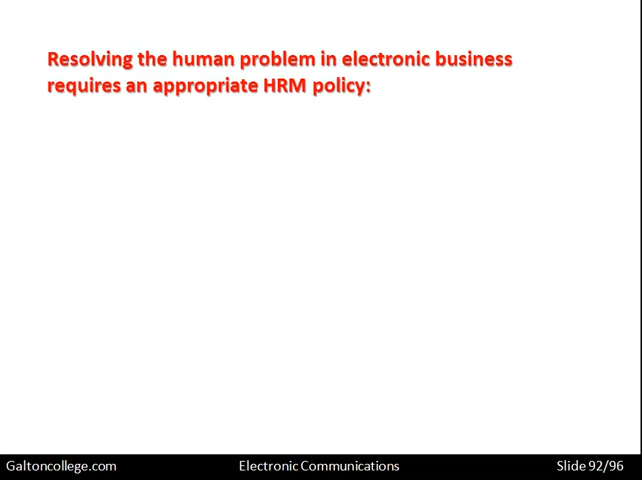 Resolving the human problem in electronic business
requires an appropriate HRM policy:
Galtoncollege.com
Electronic Communications
Slide 92/96